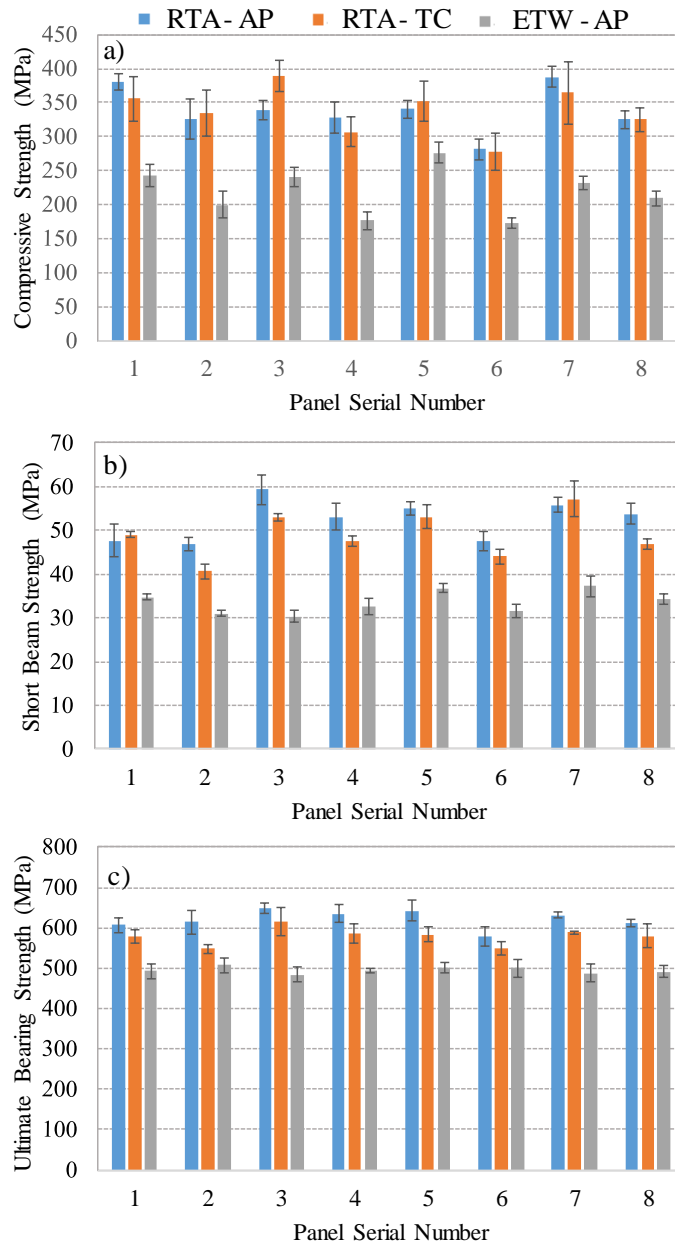 RTA - AP RTA - TC ETW - AP
a)
450
400
350
300
250
200
150
100
50
0
Compressive Strength (MPa)
1 2 3 4 5 6 7 8
Panel Serial Number
b)
70
60
50
40
30
20
10
0
Short Beam Strength (MPa)
1 2 3 4 5 6 7 8
Panel Serial Number
c)
800
700
600
500
400
300
200
100
0
Ultimate Bearing Strength (MPa)
1 2 3 4 5 6 7 8
Panel Serial Number